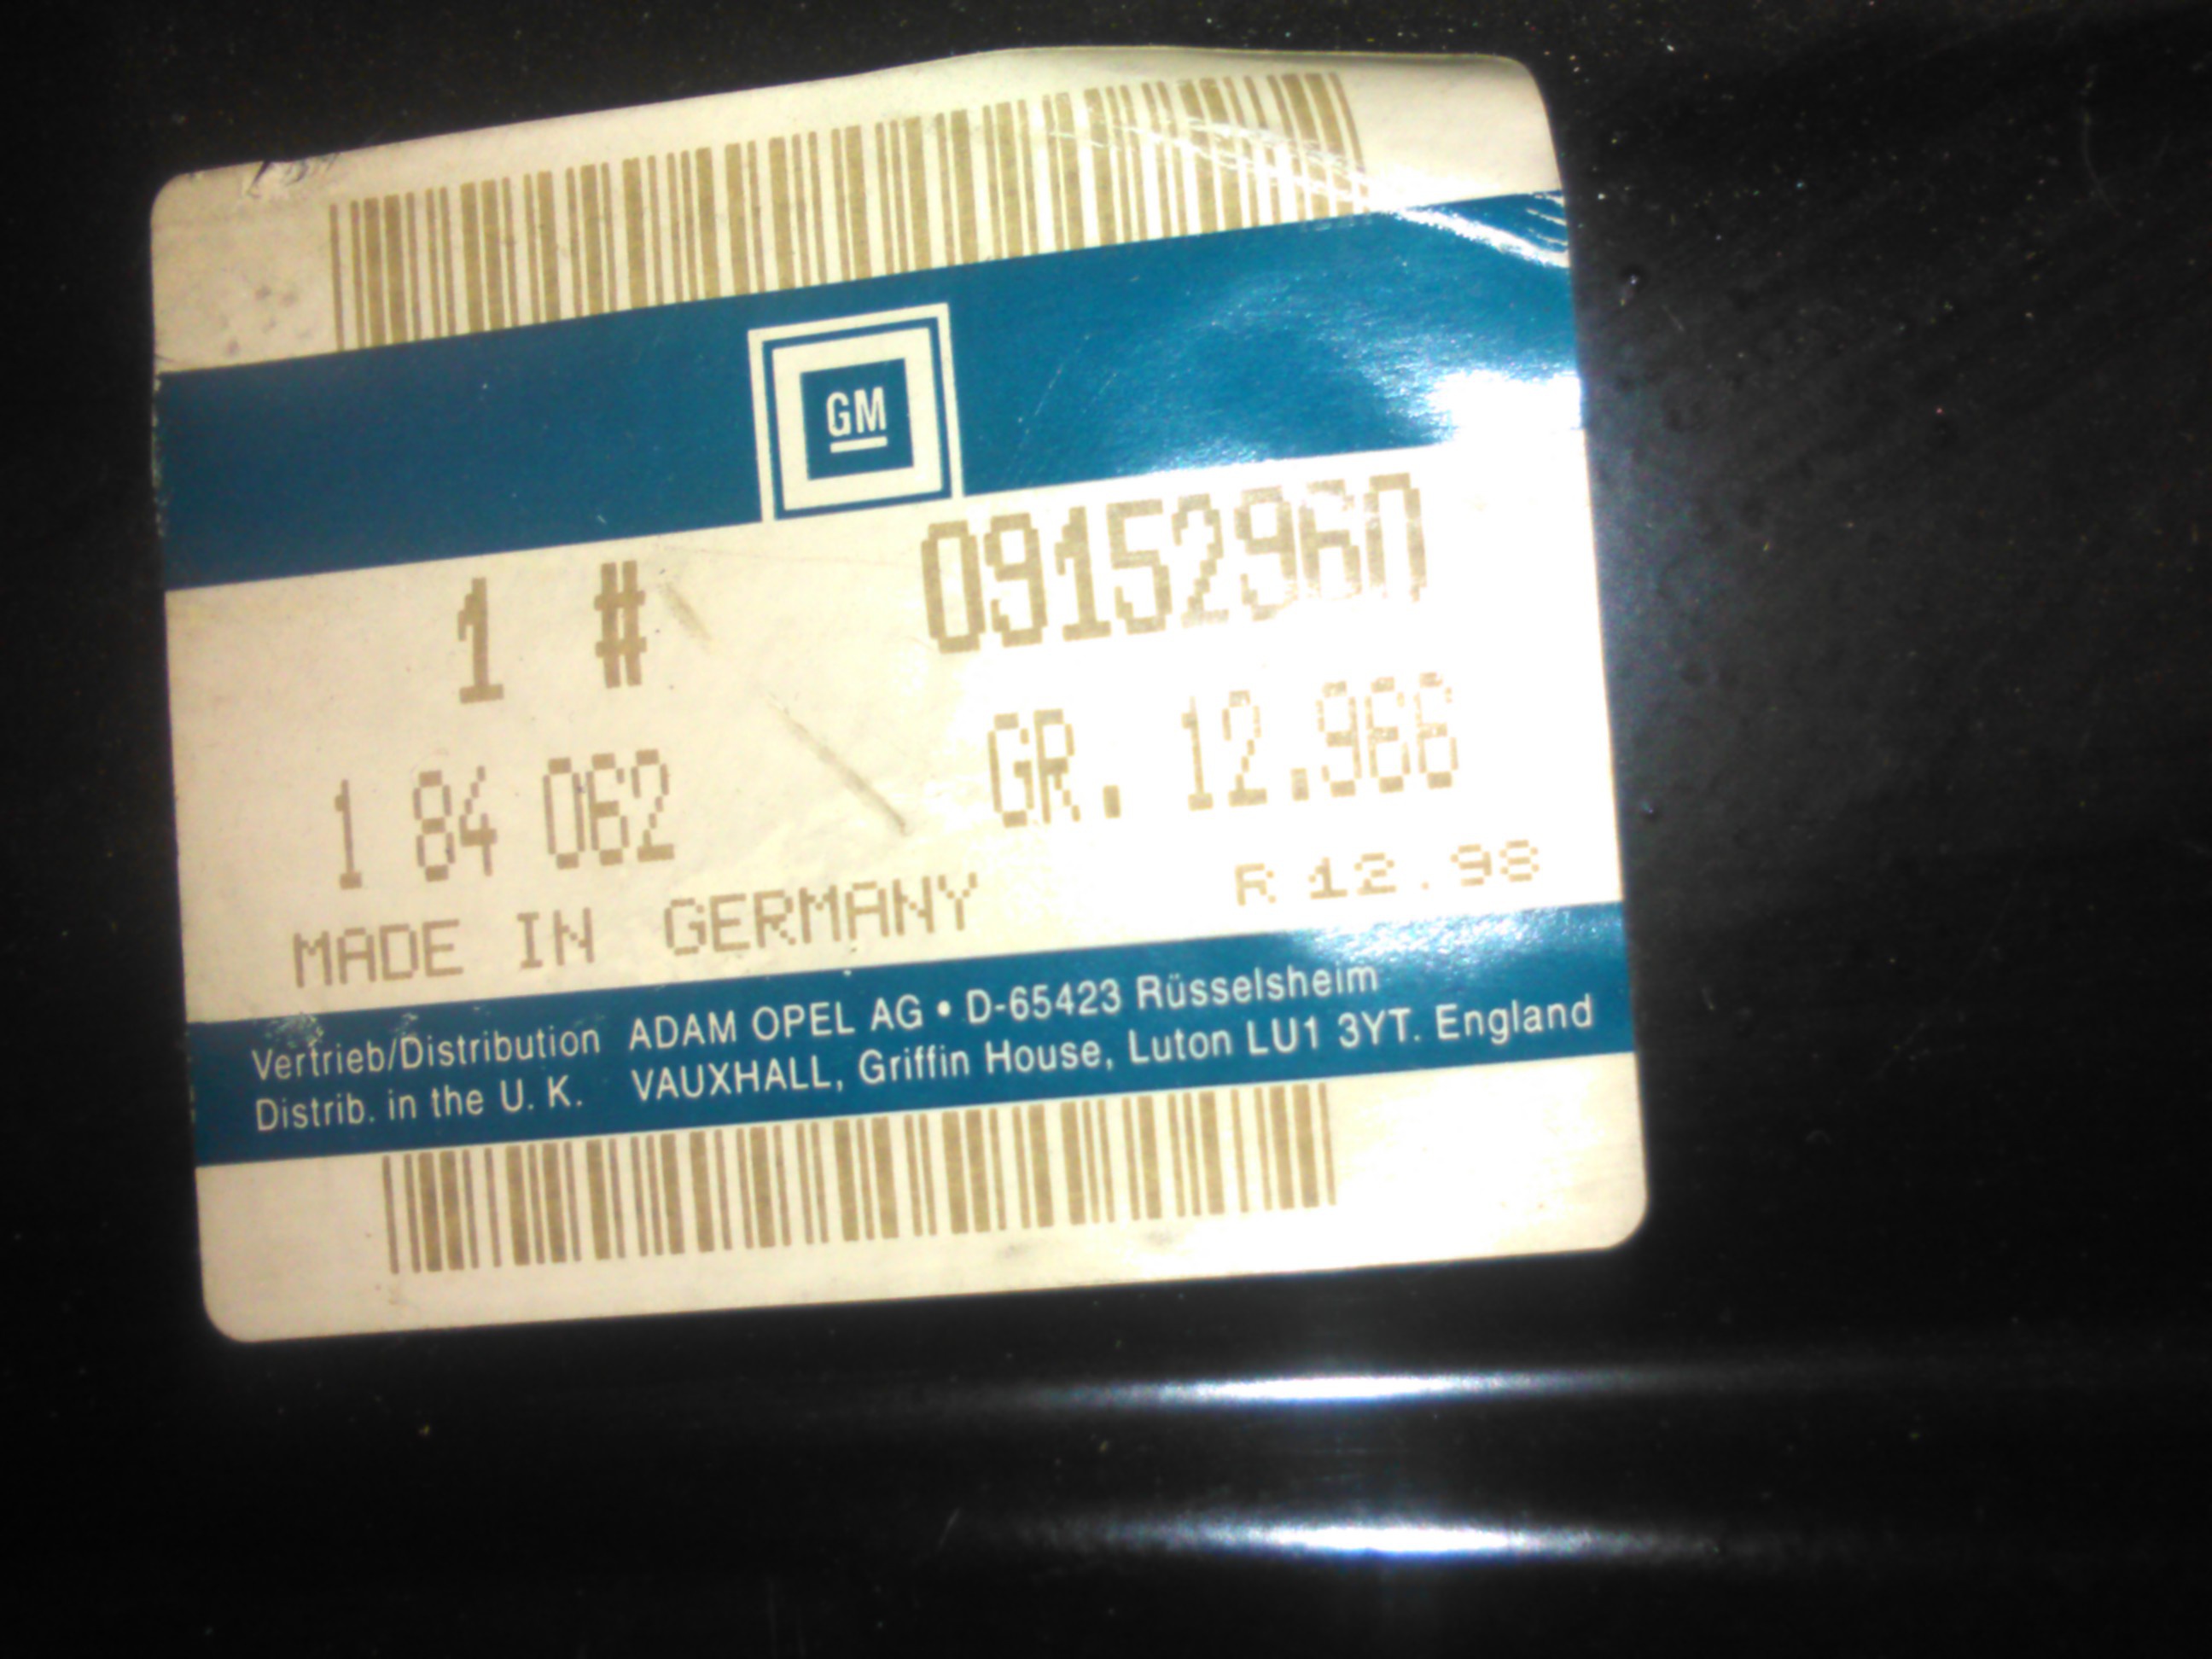 GM
1 # 09152960
1 84 062 GR. 12.966
MADE IN GERMANY R 12.98
Vertrieb/Distribution ADAM OPEL AG • D-65423 Rüsselsheim
Distrib. in the U. K. VAUXHALL, Griffin House, Luton LU1 3YT. England